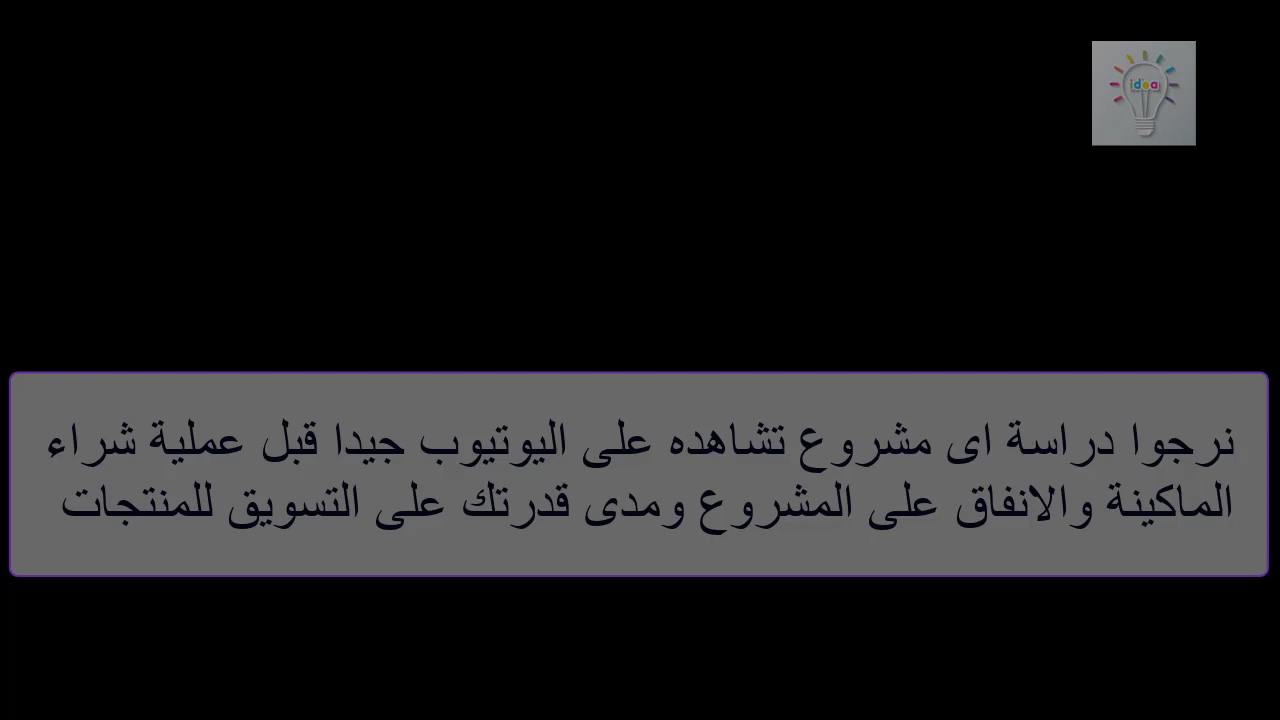 idea
نرجوا دراسة اى مشروع تشاهده على اليوتيوب جيدا قبل عملية شراء
الماكينة والانفاق على المشروع ومدى قدرتك على التسويق للمنتجات